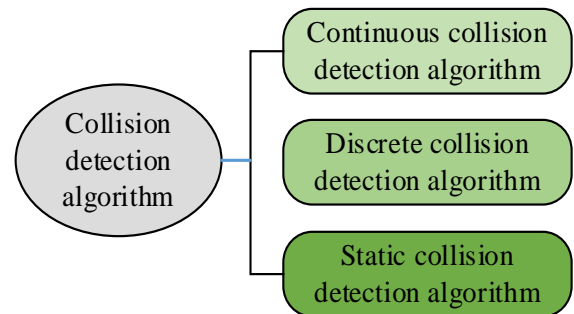 Collision
detection
algorithm
Continuous collision
detection algorithm
Discrete collision
detection algorithm
Static collision
detection algorithm